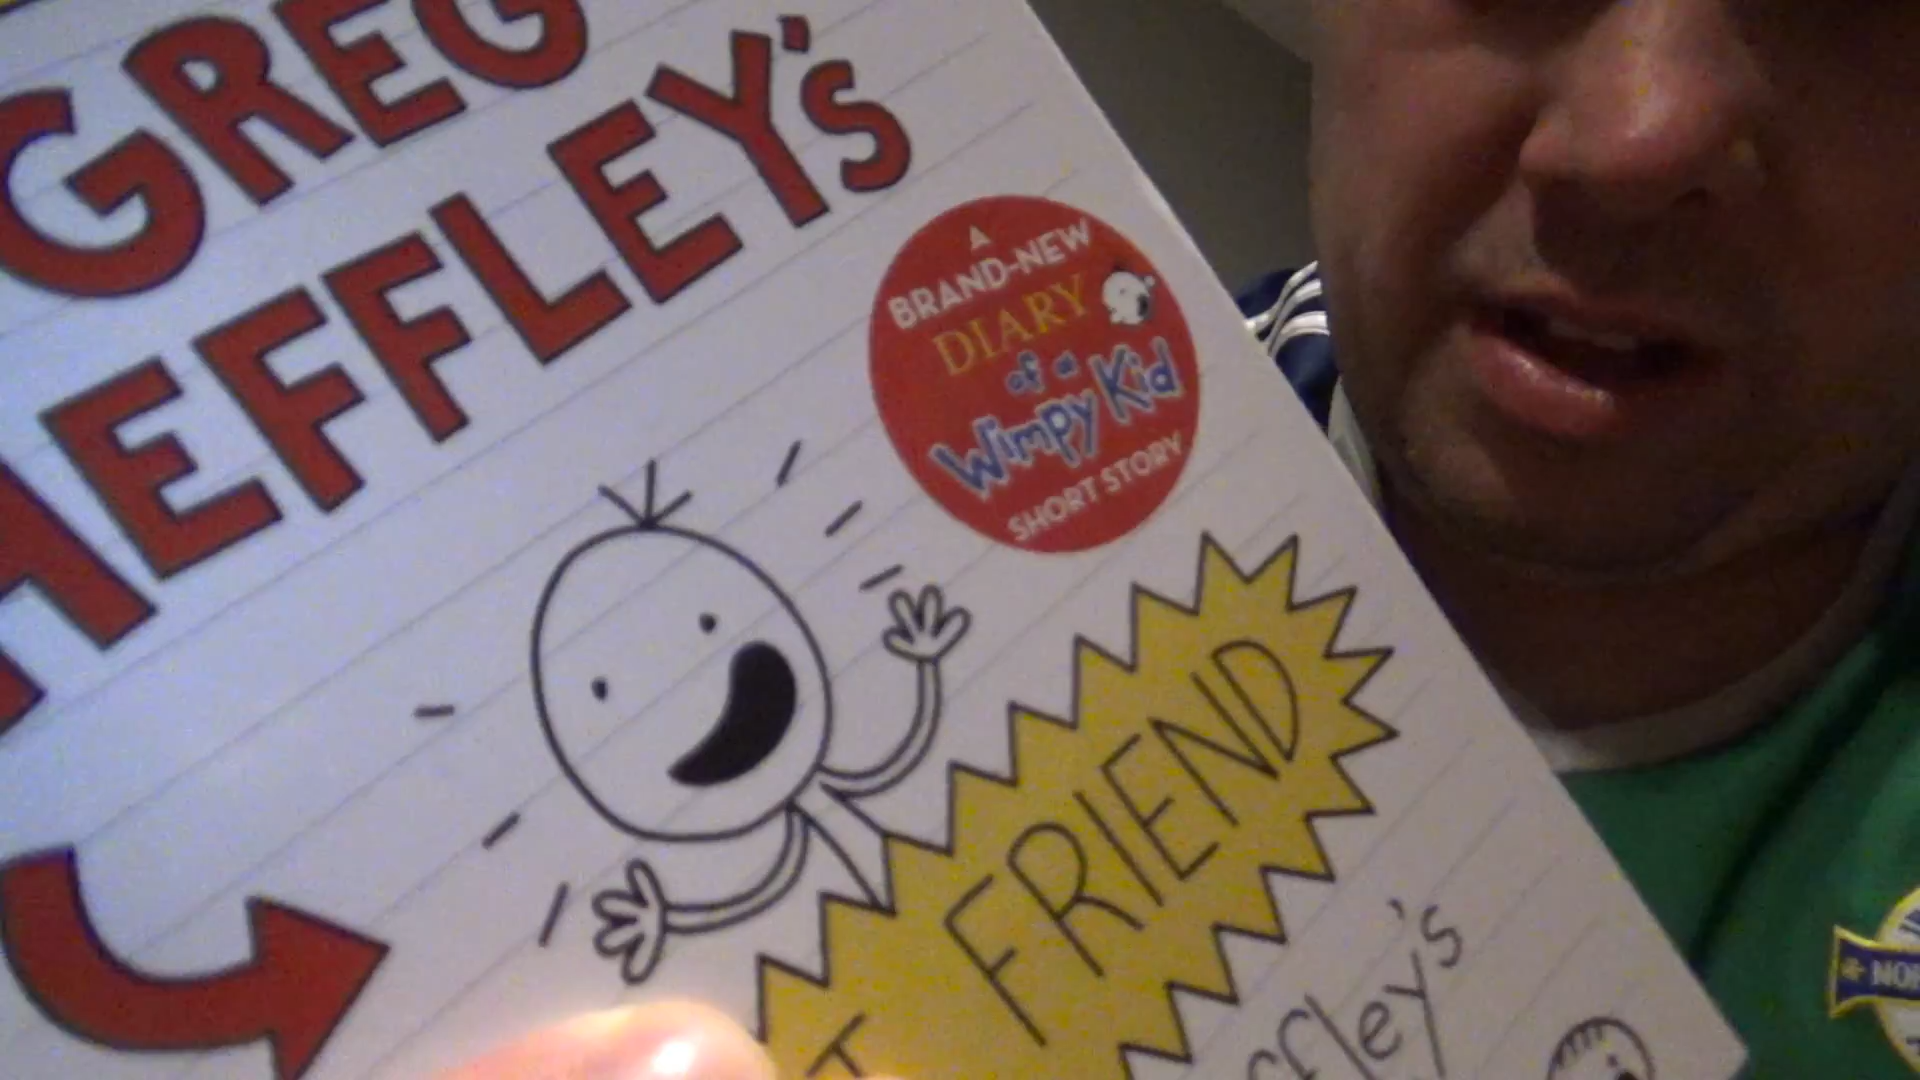 GREG
HEFFLEY'S
A
BRAND-NEW
DIARY
of a
Wimpy Kid
SHORT STORY
FRIEND